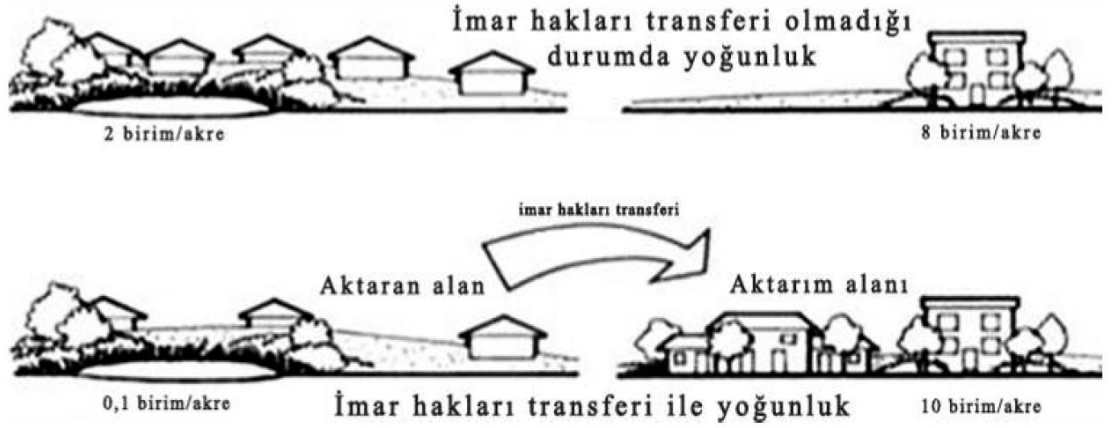 İmar hakları transferi olmadığı
durumda yoğunluk
2 birim/akre
8 birim/akre
imar hakları transferi
Aktaran alan
Aktarım alanı
0,1 birim/akre
İmar hakları transferi ile yoğunluk
10 birim/akre